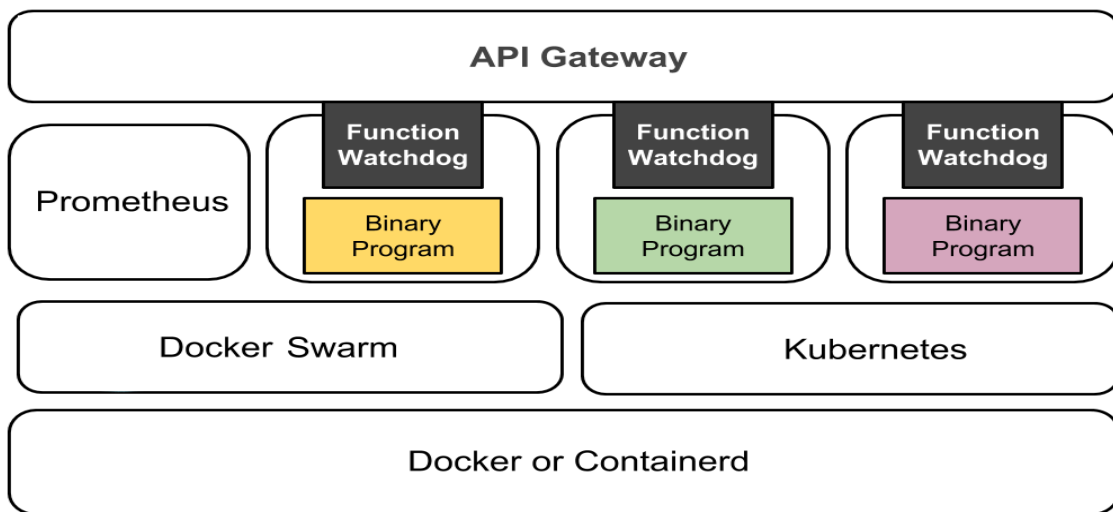 API Gateway
Prometheus
Function
Watchdog
Binary
Program
Function
Watchdog
Binary
Program
Function
Watchdog
Binary
Program
Docker Swarm
Kubernetes
Docker or Containerd